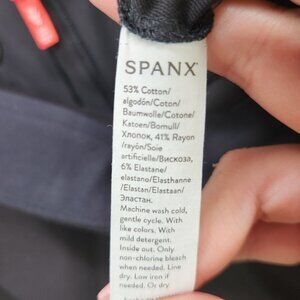 SPANX
53% Cotton/
algodón/Coton/
Baumwolle/Cotone/
Katoen/Bomull/
Хлопок, 41% Rayon
/rayón/Soie
artificielle/Вискоза,
6% Elastane/
elastano/Elasthanne
/Elastan/Elastaan/
Эластан.
Machine wash cold,
gentle cycle. With
like colors. With
mild detergent.
Inside out. Only
non-chlorine bleach
when needed. Line
dry. Low iron if
needed.